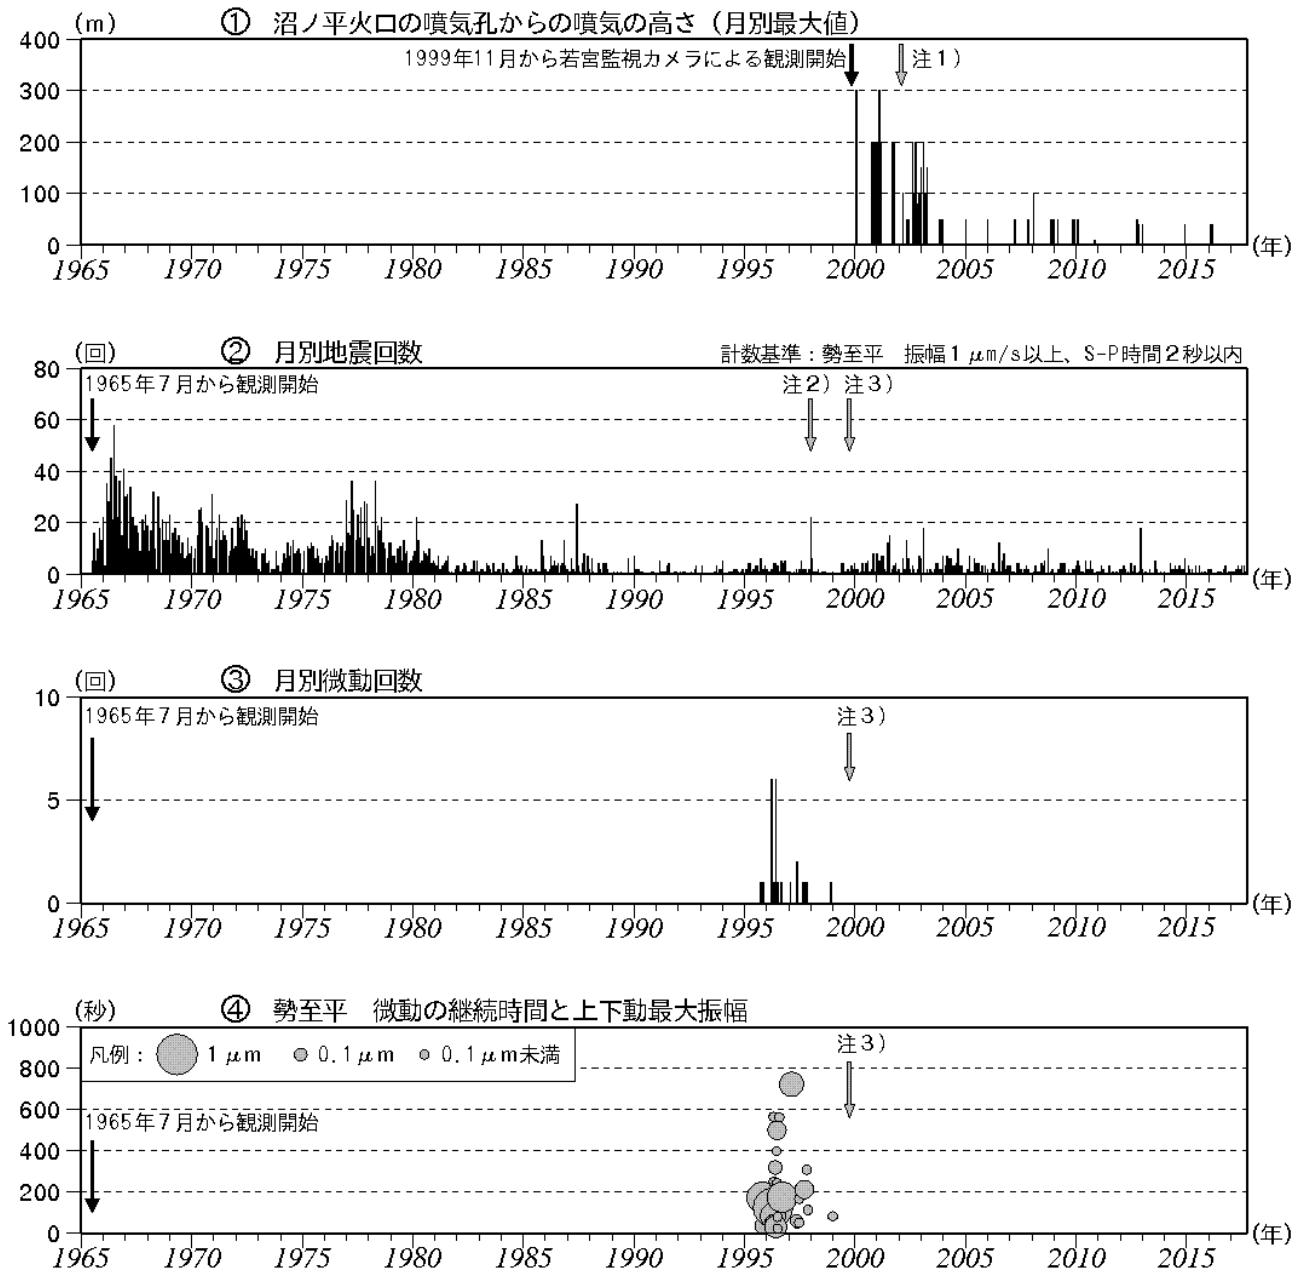 (m) ① 沼ノ平火口の噴気孔からの噴気の高さ（月別最大値）
400
1999年11月から若宮監視カメラによる観測開始 注１)
300
200
100
0
1965 1970 1975 1980 1985 1990 1995 2000 2005 2010 2015 (年)
(回) ② 月別地震回数 計数基準：勢至平 振幅１μm/s以上、S-P時間２秒以内
80
1965年７月から観測開始 注２) 注３)
60
40
20
0
1965 1970 1975 1980 1985 1990 1995 2000 2005 2010 2015 (年)
(回) ③ 月別微動回数
10
1965年７月から観測開始 注３)
5
0
1965 1970 1975 1980 1985 1990 1995 2000 2005 2010 2015 (年)
(秒) ④ 勢至平 微動の継続時間と上下動最大振幅
1000
凡例： 1μm 0.1μm 0.1μm未満 注３)
800
600
1965年７月から観測開始
400
200
0
1965 1970 1975 1980 1985 1990 1995 2000 2005 2010 2015 (年)